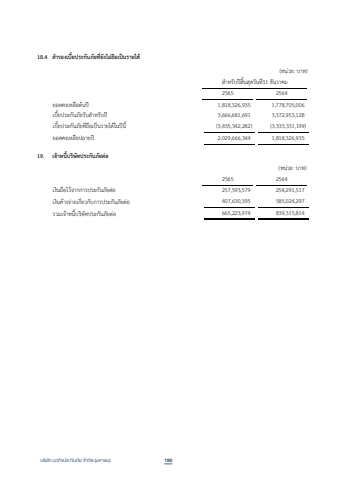 18.4 สำรองเบี้ยประกันภัยที่ยังไม่ถือเป็นรายได้
(หน่วย: บาท)
สำหรับปีสิ้นสุดวันที่31 ธันวาคม
2565 2564
ยอดคงเหลือต้นปี 1,818,326,935 1,778,705,006
เบี้ยประกันภัยรับสำหรับปี 3,666,681,691 3,372,953,128
เบี้ยประกันภัยที่ถือเป็นรายได้ในปีนี้ (3,455,342,282) (3,333,331,199)
ยอดคงเหลือปลายปี 2,029,666,344 1,818,326,935
19. เจ้าหนี้บริษัทประกันภัยต่อ
(หน่วย: บาท)
2565 2564
เงินถือไว้จากการประกันภัยต่อ 257,593,579 254,291,517
เงินค้างจ่ายเกี่ยวกับการประกันภัยต่อ 407,630,395 585,024,297
รวมเจ้าหนี้บริษัทประกันภัยต่อ 665,223,974 839,315,814
บริษัท นวกิจประกันภัย จำกัด (มหาชน) 190